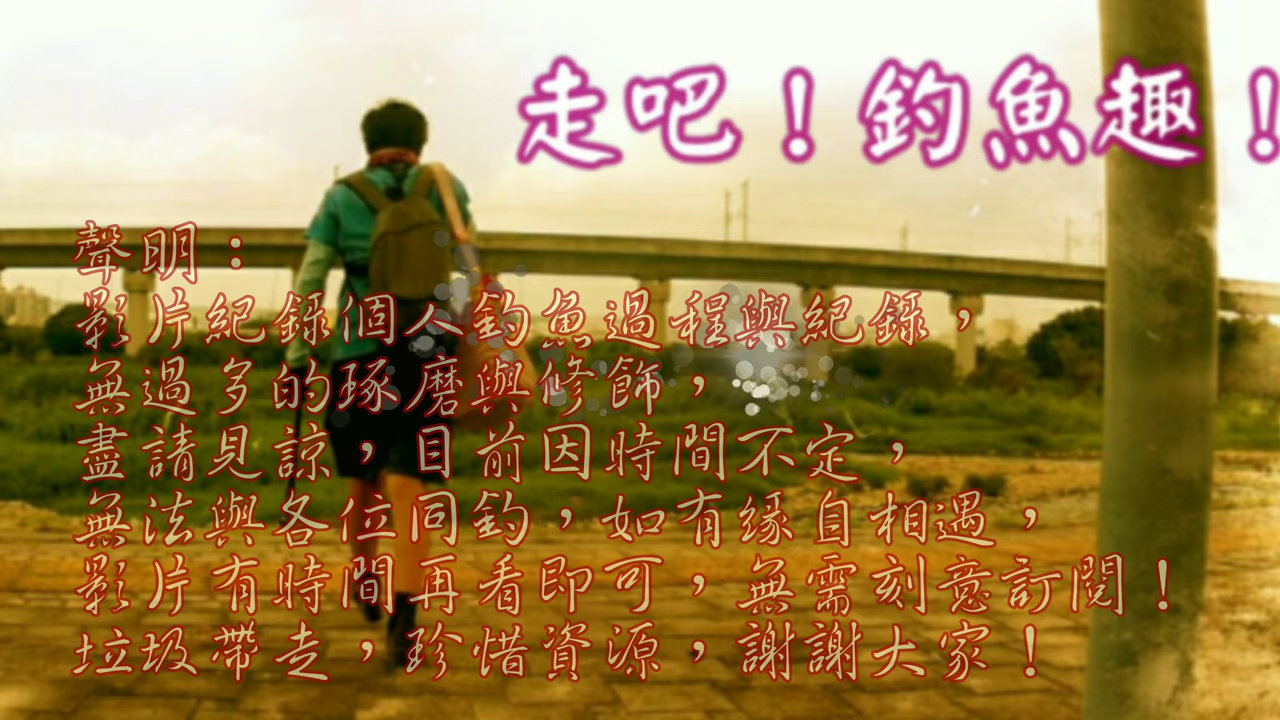 走吧！釣魚趣！
聲明：
影片紀錄個人釣魚過程與紀錄，
無過多的琢磨與修飾，
盡請見諒，目前因時間不定，
無法與各位同釣，如有緣自相遇，
影片有時間再看即可，無需刻意訂閱！
垃圾帶走，珍惜資源，謝謝大家！